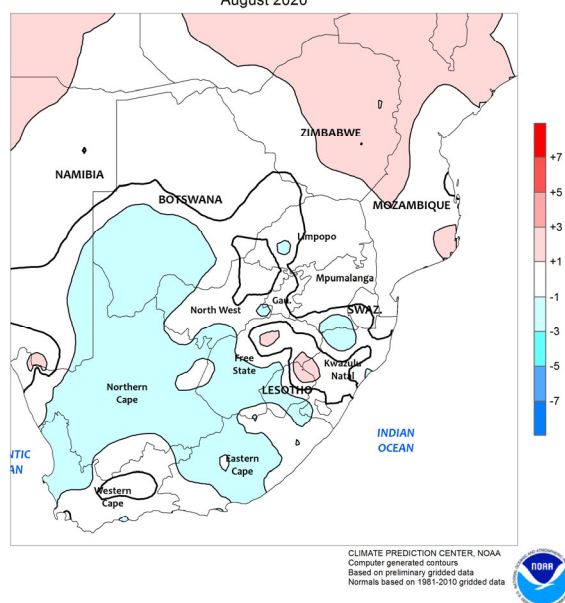 August 2020
ZIMBABWE
NAMIBIA
BOTSWANA
MOZAMBIQUE
Limpopo
Mpumalanga
North West
Gau.
SWAZ.
Free
State
Kwazulu
Natal
LESOTHO
Northern
Cape
Eastern
Cape
Western
Cape
INDIAN
OCEAN
NTIC
AN
+7
+5
+3
+1
-1
-3
-5
-7
CLIMATE PREDICTION CENTER, NOAA
Computer generated contours
Based on preliminary gridded data
Normals based on 1981-2010 gridded data
NOAA